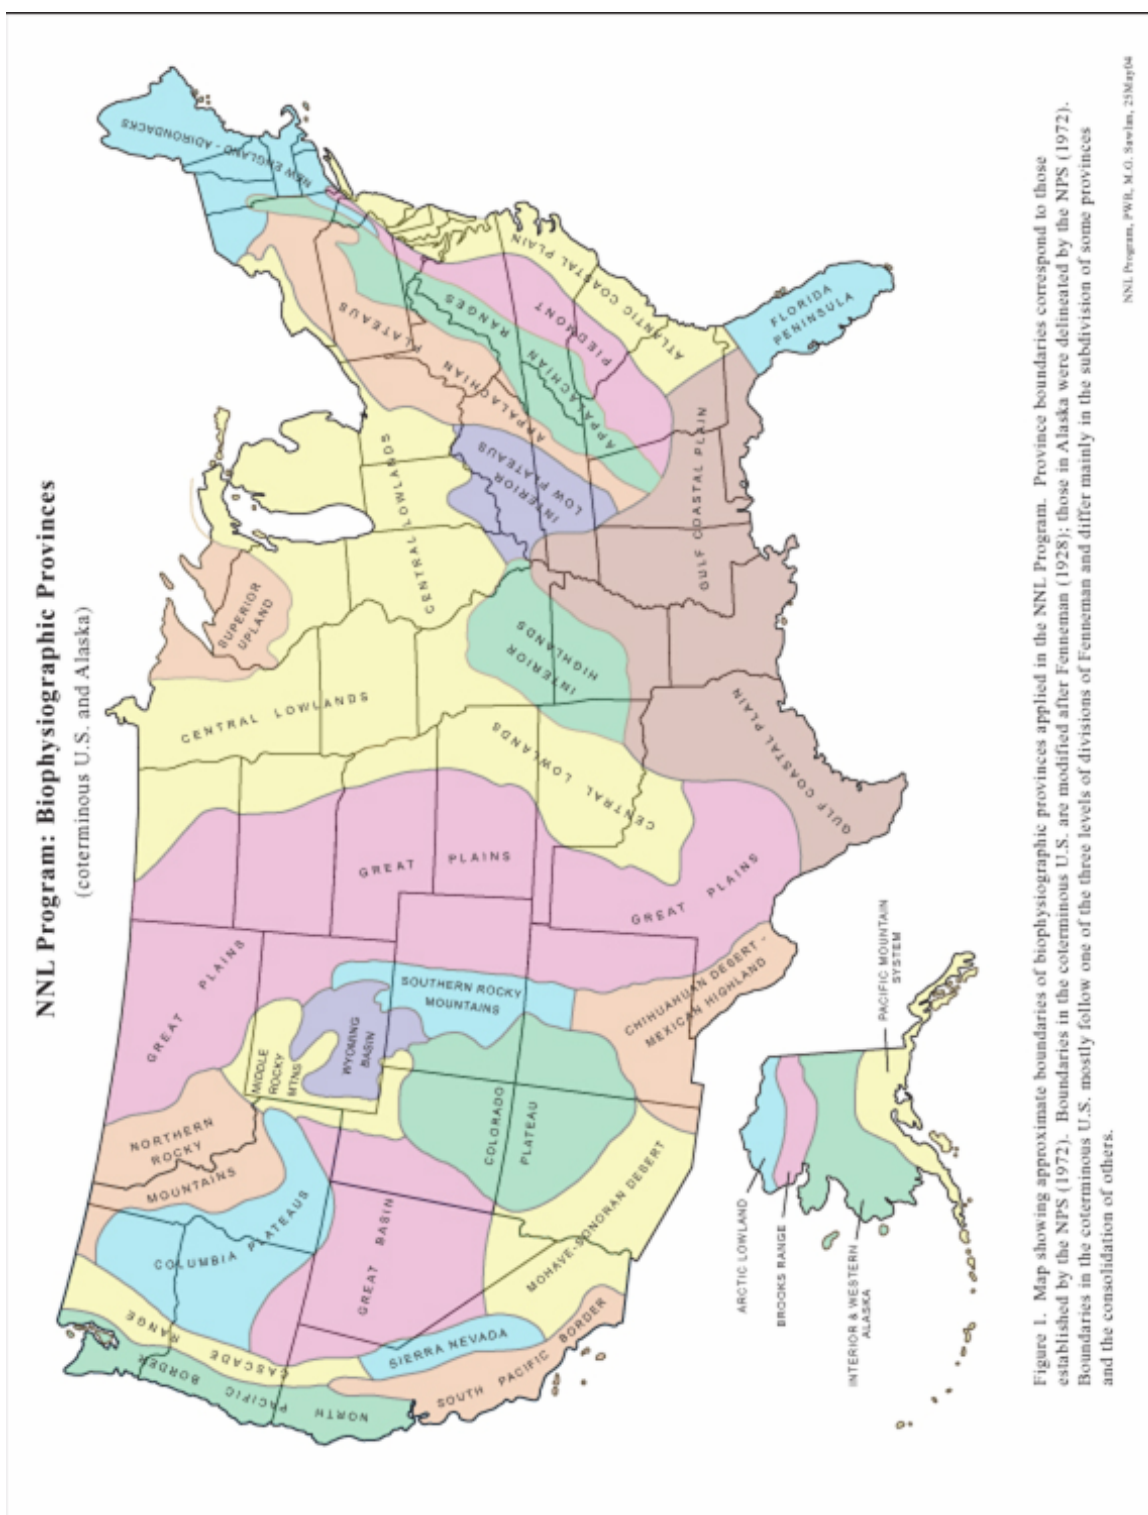 NNL Program: Biophysiographic Provinces
(coterminous U.S. and Alaska)
NORTH PACIFIC BORDER
CASCADE RANGE
COLUMBIA PLATEAUS
NORTHERN
ROCKY
MOUNTAINS
GREAT PLAINS
MIDDLE
ROCKY
MTNS
WYOMING
BASIN
SOUTHERN ROCKY
MOUNTAINS
GREAT BASIN
SIERRA NEVADA
SOUTH PACIFIC BORDER
MOHAVE-SONORAN DESERT
COLORADO
PLATEAU
CHIHUAHUAN DESERT -
MEXICAN HIGHLAND
GREAT PLAINS
GREAT PLAINS
CENTRAL LOWLANDS
CENTRAL LOWLANDS
SUPERIOR
UPLAND
CENTRAL LOWLANDS
INTERIOR
HIGHLANDS
INTERIOR
LOW PLATEAUS
GULF COASTAL PLAIN
GULF COASTAL PLAIN
APPALACHIAN PLATEAUS
APPALACHIAN RANGES
PIEDMONT
ATLANTIC COASTAL PLAIN
FLORIDA
PENINSULA
NEW ENGLAND - ADIRONDACKS
ARCTIC LOWLAND
BROOKS RANGE
INTERIOR & WESTERN
ALASKA
PACIFIC MOUNTAIN
SYSTEM
Figure 1. Map showing approximate boundaries of biophysiographic provinces applied in the NNL Program. Province boundaries correspond to those
established by the NPS (1972). Boundaries in the coterminous U.S. are modified after Fenneman (1928); those in Alaska were delineated by the NPS (1972).
Boundaries in the coterminous U.S. mostly follow one of the three levels of divisions of Fenneman and differ mainly in the subdivision of some provinces
and the consolidation of others.
NNL Program, PWR, M.G. Sawlan, 25May04